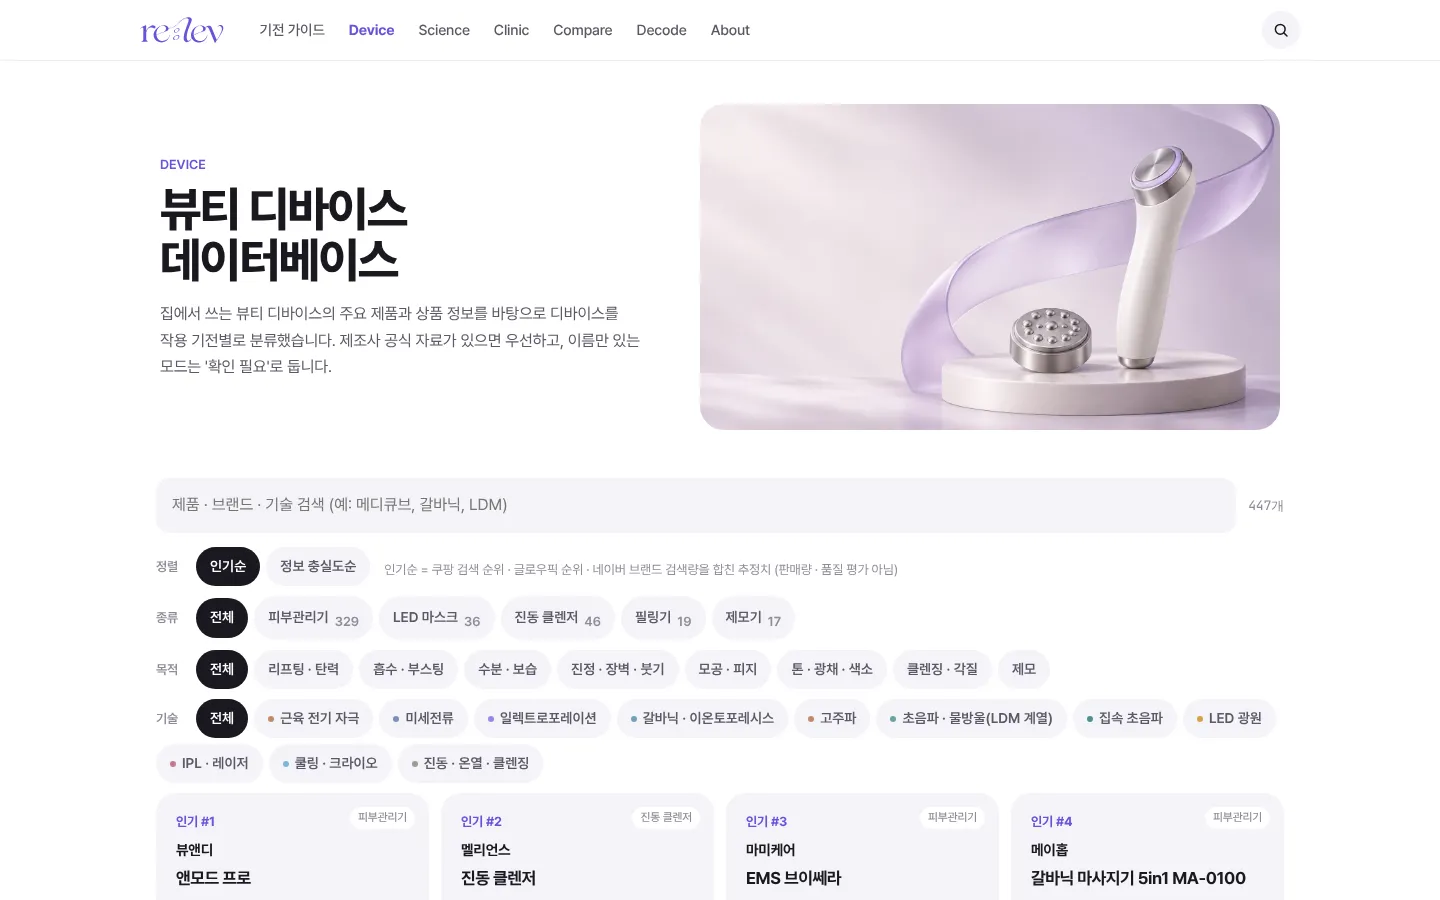 relev
기전 가이드
Device
Science
Clinic
Compare
Decode
About
DEVICE
뷰티 디바이스
데이터베이스
집에서 쓰는 뷰티 디바이스의 주요 제품과 상품 정보를 바탕으로 디바이스를
작용 기전별로 분류했습니다. 제조사 공식 자료가 있으면 우선하고, 이름만 있는
모드는 '확인 필요'로 둡니다.
제품 · 브랜드 · 기술 검색 (예: 메디큐브, 갈바닉, LDM)
447개
정렬
인기순
정보 충실도순
인기순 = 쿠팡 검색 순위 · 글로우픽 순위 · 네이버 브랜드 검색량을 합친 추정치 (판매량 · 품질 평가 아님)
종류
전체
피부관리기 329
LED 마스크 36
진동 클렌저 46
필링기 19
제모기 17
목적
전체
리프팅 · 탄력
흡수 · 부스팅
수분 · 보습
진정 · 장벽 · 붓기
모공 · 피지
톤 · 광채 · 색소
클렌징 · 각질
제모
기술
전체
근육 전기 자극
미세전류
일렉트로포레이션
갈바닉 · 이온토포레시스
고주파
초음파 · 물방울(LDM 계열)
집속 초음파
LED 광원
IPL · 레이저
쿨링 · 크라이오
진동 · 온열 · 클렌징
인기 #1
피부관리기
뷰앤디
앤모드 프로
인기 #2
진동 클렌저
멜리언스
진동 클렌저
인기 #3
피부관리기
마미케어
EMS 브이쎄라
인기 #4
피부관리기
메이홉
갈바닉 마사지기 5in1 MA-0100